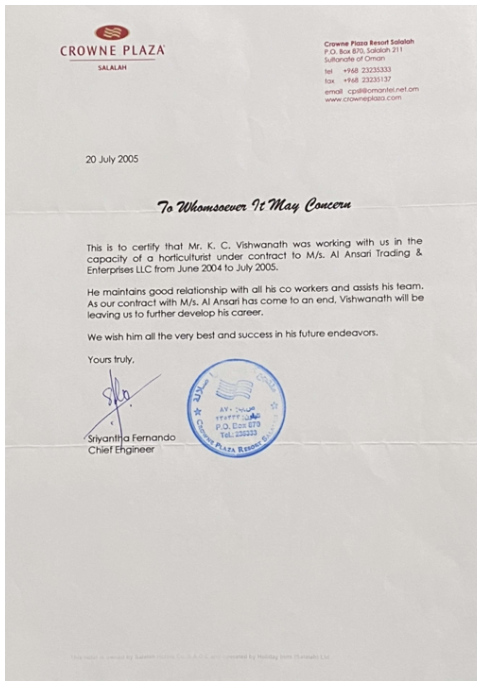 CROWNE PLAZA
SALALAH
Crowne Plaza Resort Salalah
P.O. Box 870, Salalah 211
Sultanate of Oman
tel +968 23235333
fax +968 23235137
email cpsll@omantel.net.om
www.crowneplaza.com
20 July 2005
To Whomsoever It May Concern
This is to certify that Mr. K. C. Vishwanath was working with us in the
capacity of a horticulturist under contract to M/s. Al Ansari Trading &
Enterprises LLC from June 2004 to July 2005.
He maintains good relationship with all his co workers and assists his team.
As our contract with M/s. Al Ansari has come to an end, Vishwanath will be
leaving us to further develop his career.
We wish him all the very best and success in his future endeavors.
Yours truly,
Sriyantha Fernando
Chief Engineer
٨٧٠
P.O. Box 870
CROWNE PLAZA RESORT